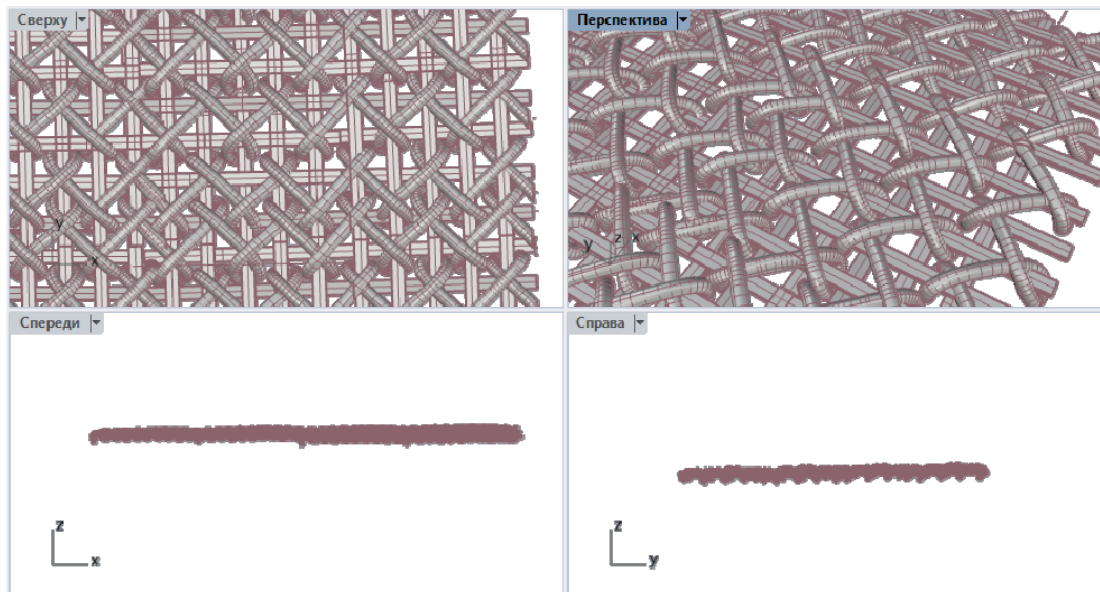 Сверху
Перспектива
y
x
y
z
x
Спереди
Справа
z
x
z
y